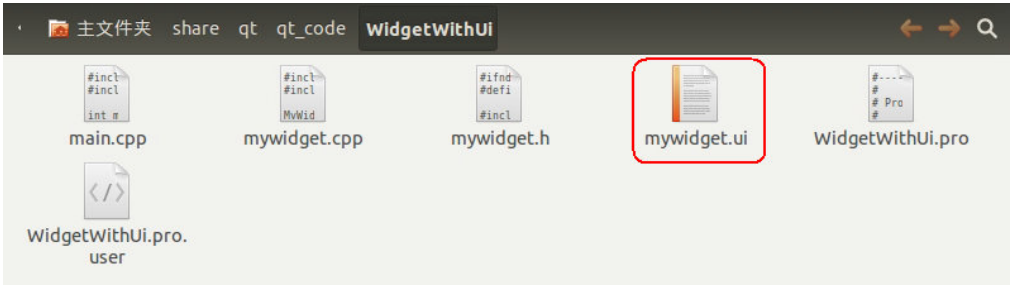 主文件夹 share qt qt_code WidgetWithUi
#incl #incl #ifnd #----
#incl #incl #defi #
# Pro
int m MvWid #incl #
main.cpp mywidget.cpp mywidget.h mywidget.ui WidgetWithUi.pro
</>
WidgetWithUi.pro.
user